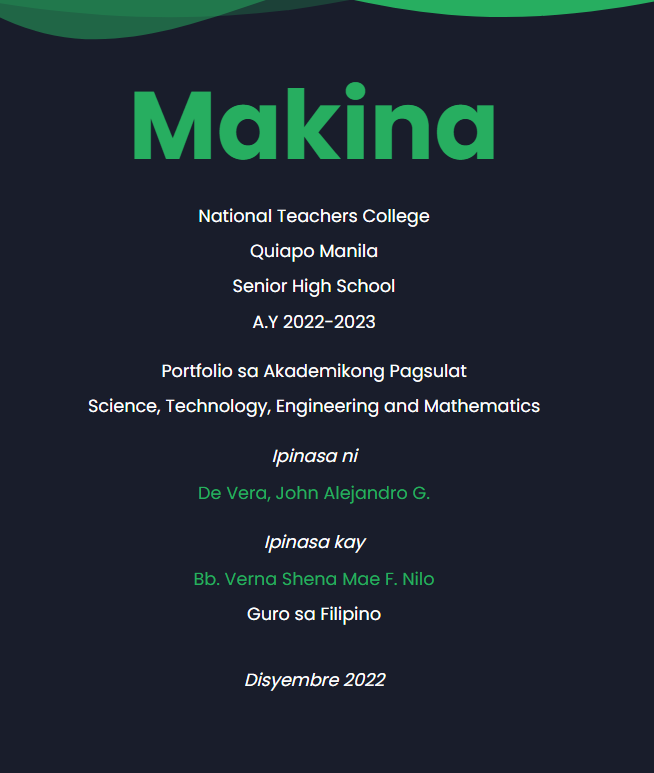 Makina
National Teachers College
Quiapo Manila
Senior High School
A.Y 2022-2023
Portfolio sa Akademikong Pagsulat
Science, Technology, Engineering and Mathematics
Ipinasa ni
De Vera, John Alejandro G.
Ipinasa kay
Bb. Verna Shena Mae F. Nilo
Guro sa Filipino
Disyembre 2022